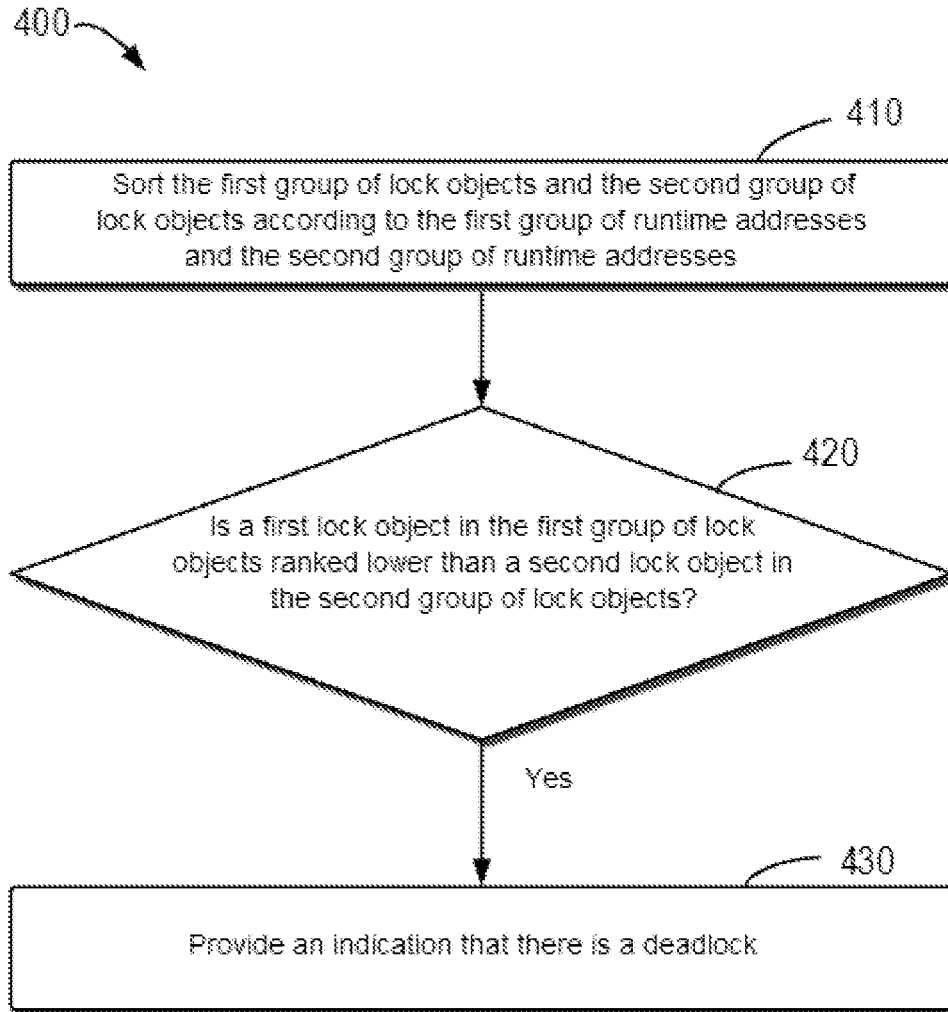 400
410
Sort the first group of lock objects and the second group of
lock objects according to the first group of runtime addresses
and the second group of runtime addresses
420
Is a first lock object in the first group of lock
objects ranked lower than a second lock object in
the second group of lock objects?
Yes
430
Provide an indication that there is a deadlock